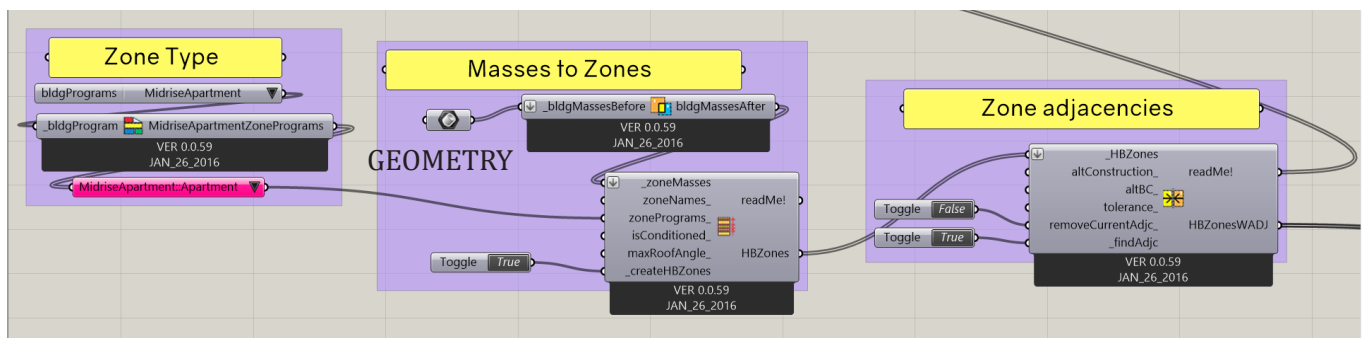 Zone Type
bldgPrograms MidriseApartment
_bldgProgram MidriseApartmentZonePrograms
VER 0.0.59
JAN_26_2016
MidriseApartment::Apartment
Masses to Zones
_bldgMassesBefore bldgMassesAfter
VER 0.0.59
JAN_26_2016
GEOMETRY
_zoneMasses
zoneNames_ readMe!
zonePrograms_
isConditioned_
maxRoofAngle_ HBZones
_createHBZones
Toggle True
VER 0.0.59
JAN_26_2016
Zone adjacencies
_HBZones
altConstruction_ readMe!
altBC_
tolerance_
Toggle False
removeCurrentAdjc_ HBZonesWADJ
Toggle True
_findAdjc
VER 0.0.59
JAN_26_2016